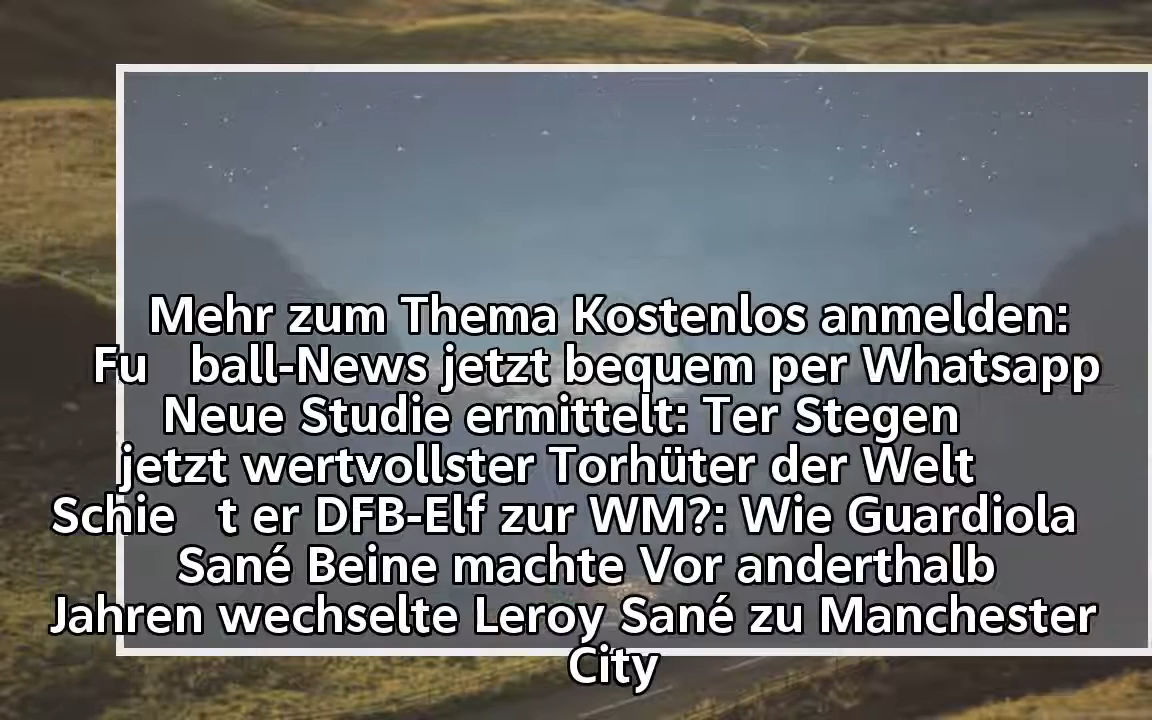 Mehr zum Thema Kostenlos anmelden:
Fu ball-News jetzt bequem per Whatsapp
Neue Studie ermittelt: Ter Stegen
jetzt wertvollster Torhüter der Welt
Schie t er DFB-Elf zur WM?: Wie Guardiola
Sané Beine machte Vor anderthalb
Jahren wechselte Leroy Sané zu Manchester
City